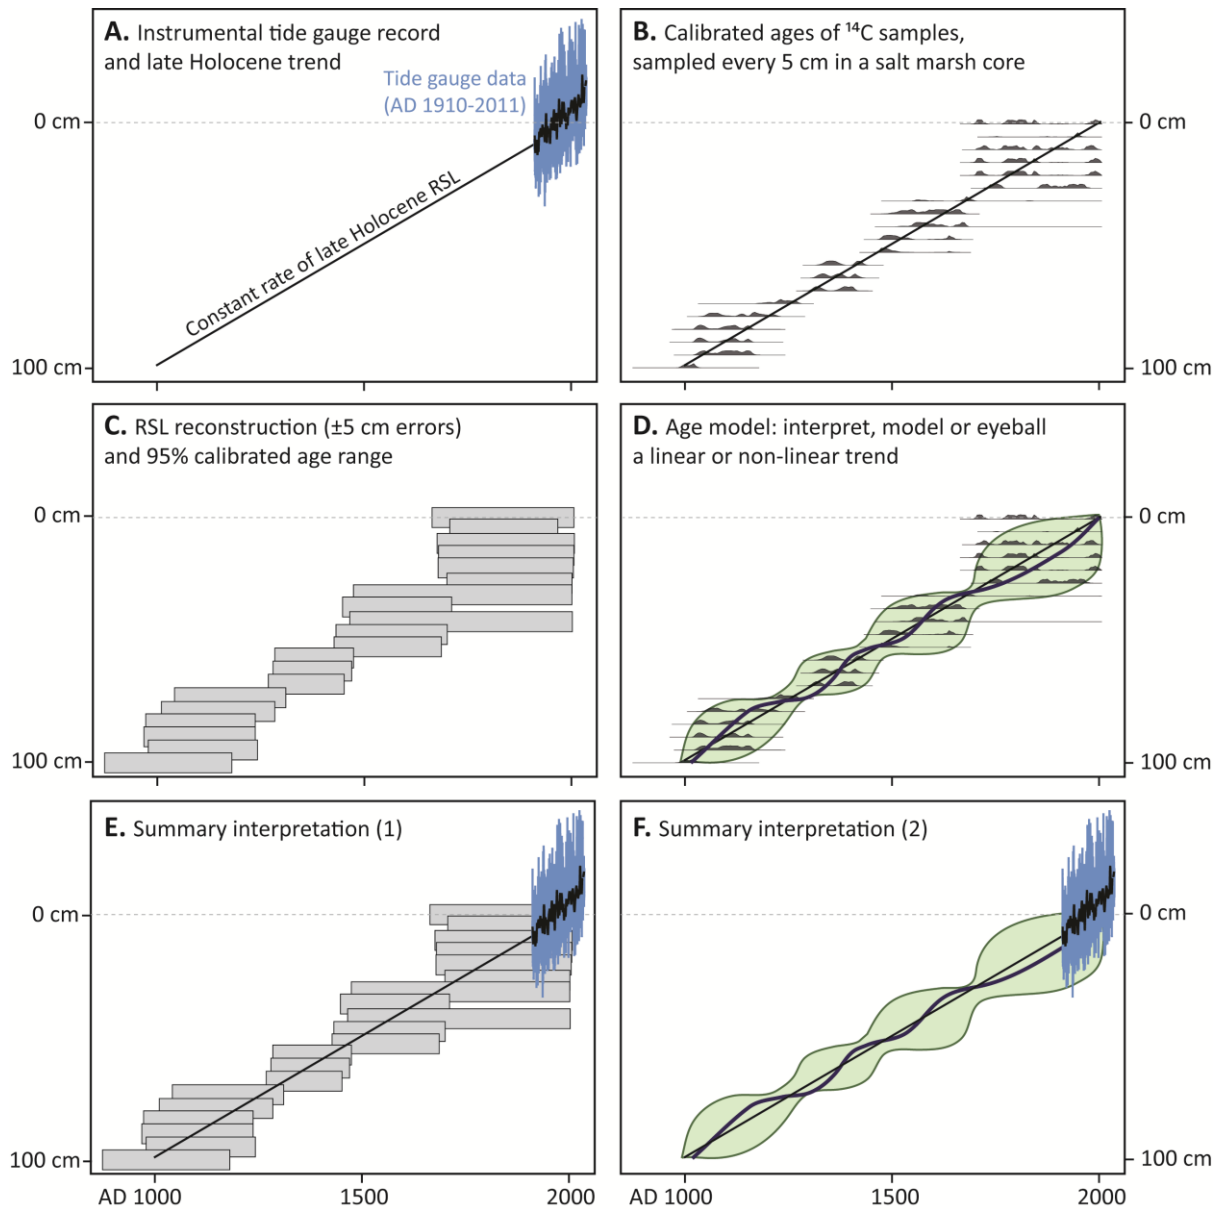 A. Instrumental tide gauge record
and late Holocene trend
Tide gauge data
(AD 1910-2011)
0 cm
Constant rate of late Holocene RSL
100 cm
B. Calibrated ages of ¹⁴C samples,
sampled every 5 cm in a salt marsh core
0 cm
100 cm
C. RSL reconstruction (±5 cm errors)
and 95% calibrated age range
0 cm
100 cm
D. Age model: interpret, model or eyeball
a linear or non-linear trend
0 cm
100 cm
E. Summary interpretation (1)
0 cm
100 cm
AD 1000
1500
2000
F. Summary interpretation (2)
0 cm
100 cm
AD 1000
1500
2000